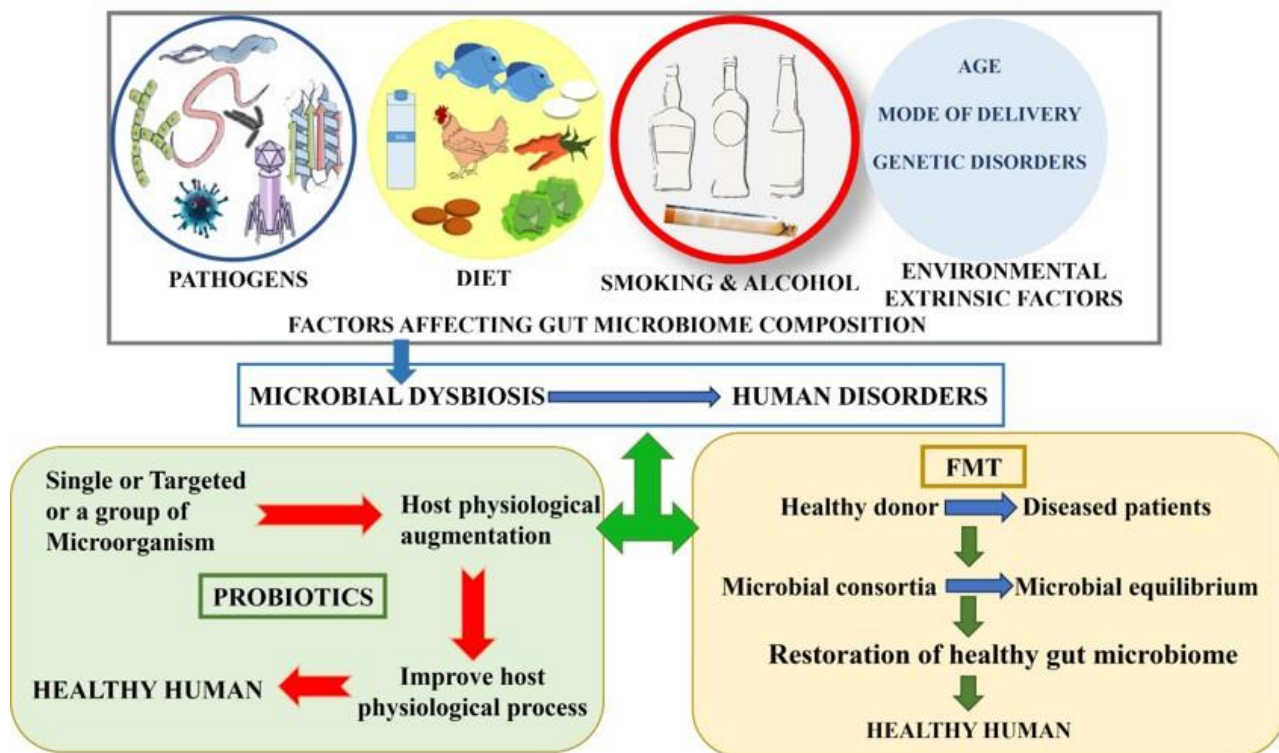 AGE
MODE OF DELIVERY
GENETIC DISORDERS
PATHOGENS
DIET
SMOKING & ALCOHOL
ENVIRONMENTAL
EXTRINSIC FACTORS
FACTORS AFFECTING GUT MICROBIOME COMPOSITION
MICROBIAL DYSBIOSIS
HUMAN DISORDERS
Single or Targeted
or a group of
Microorganism
Host physiological
augmentation
PROBIOTICS
Improve host
physiological process
HEALTHY HUMAN
FMT
Healthy donor
Diseased patients
Microbial consortia
Microbial equilibrium
Restoration of healthy gut microbiome
HEALTHY HUMAN